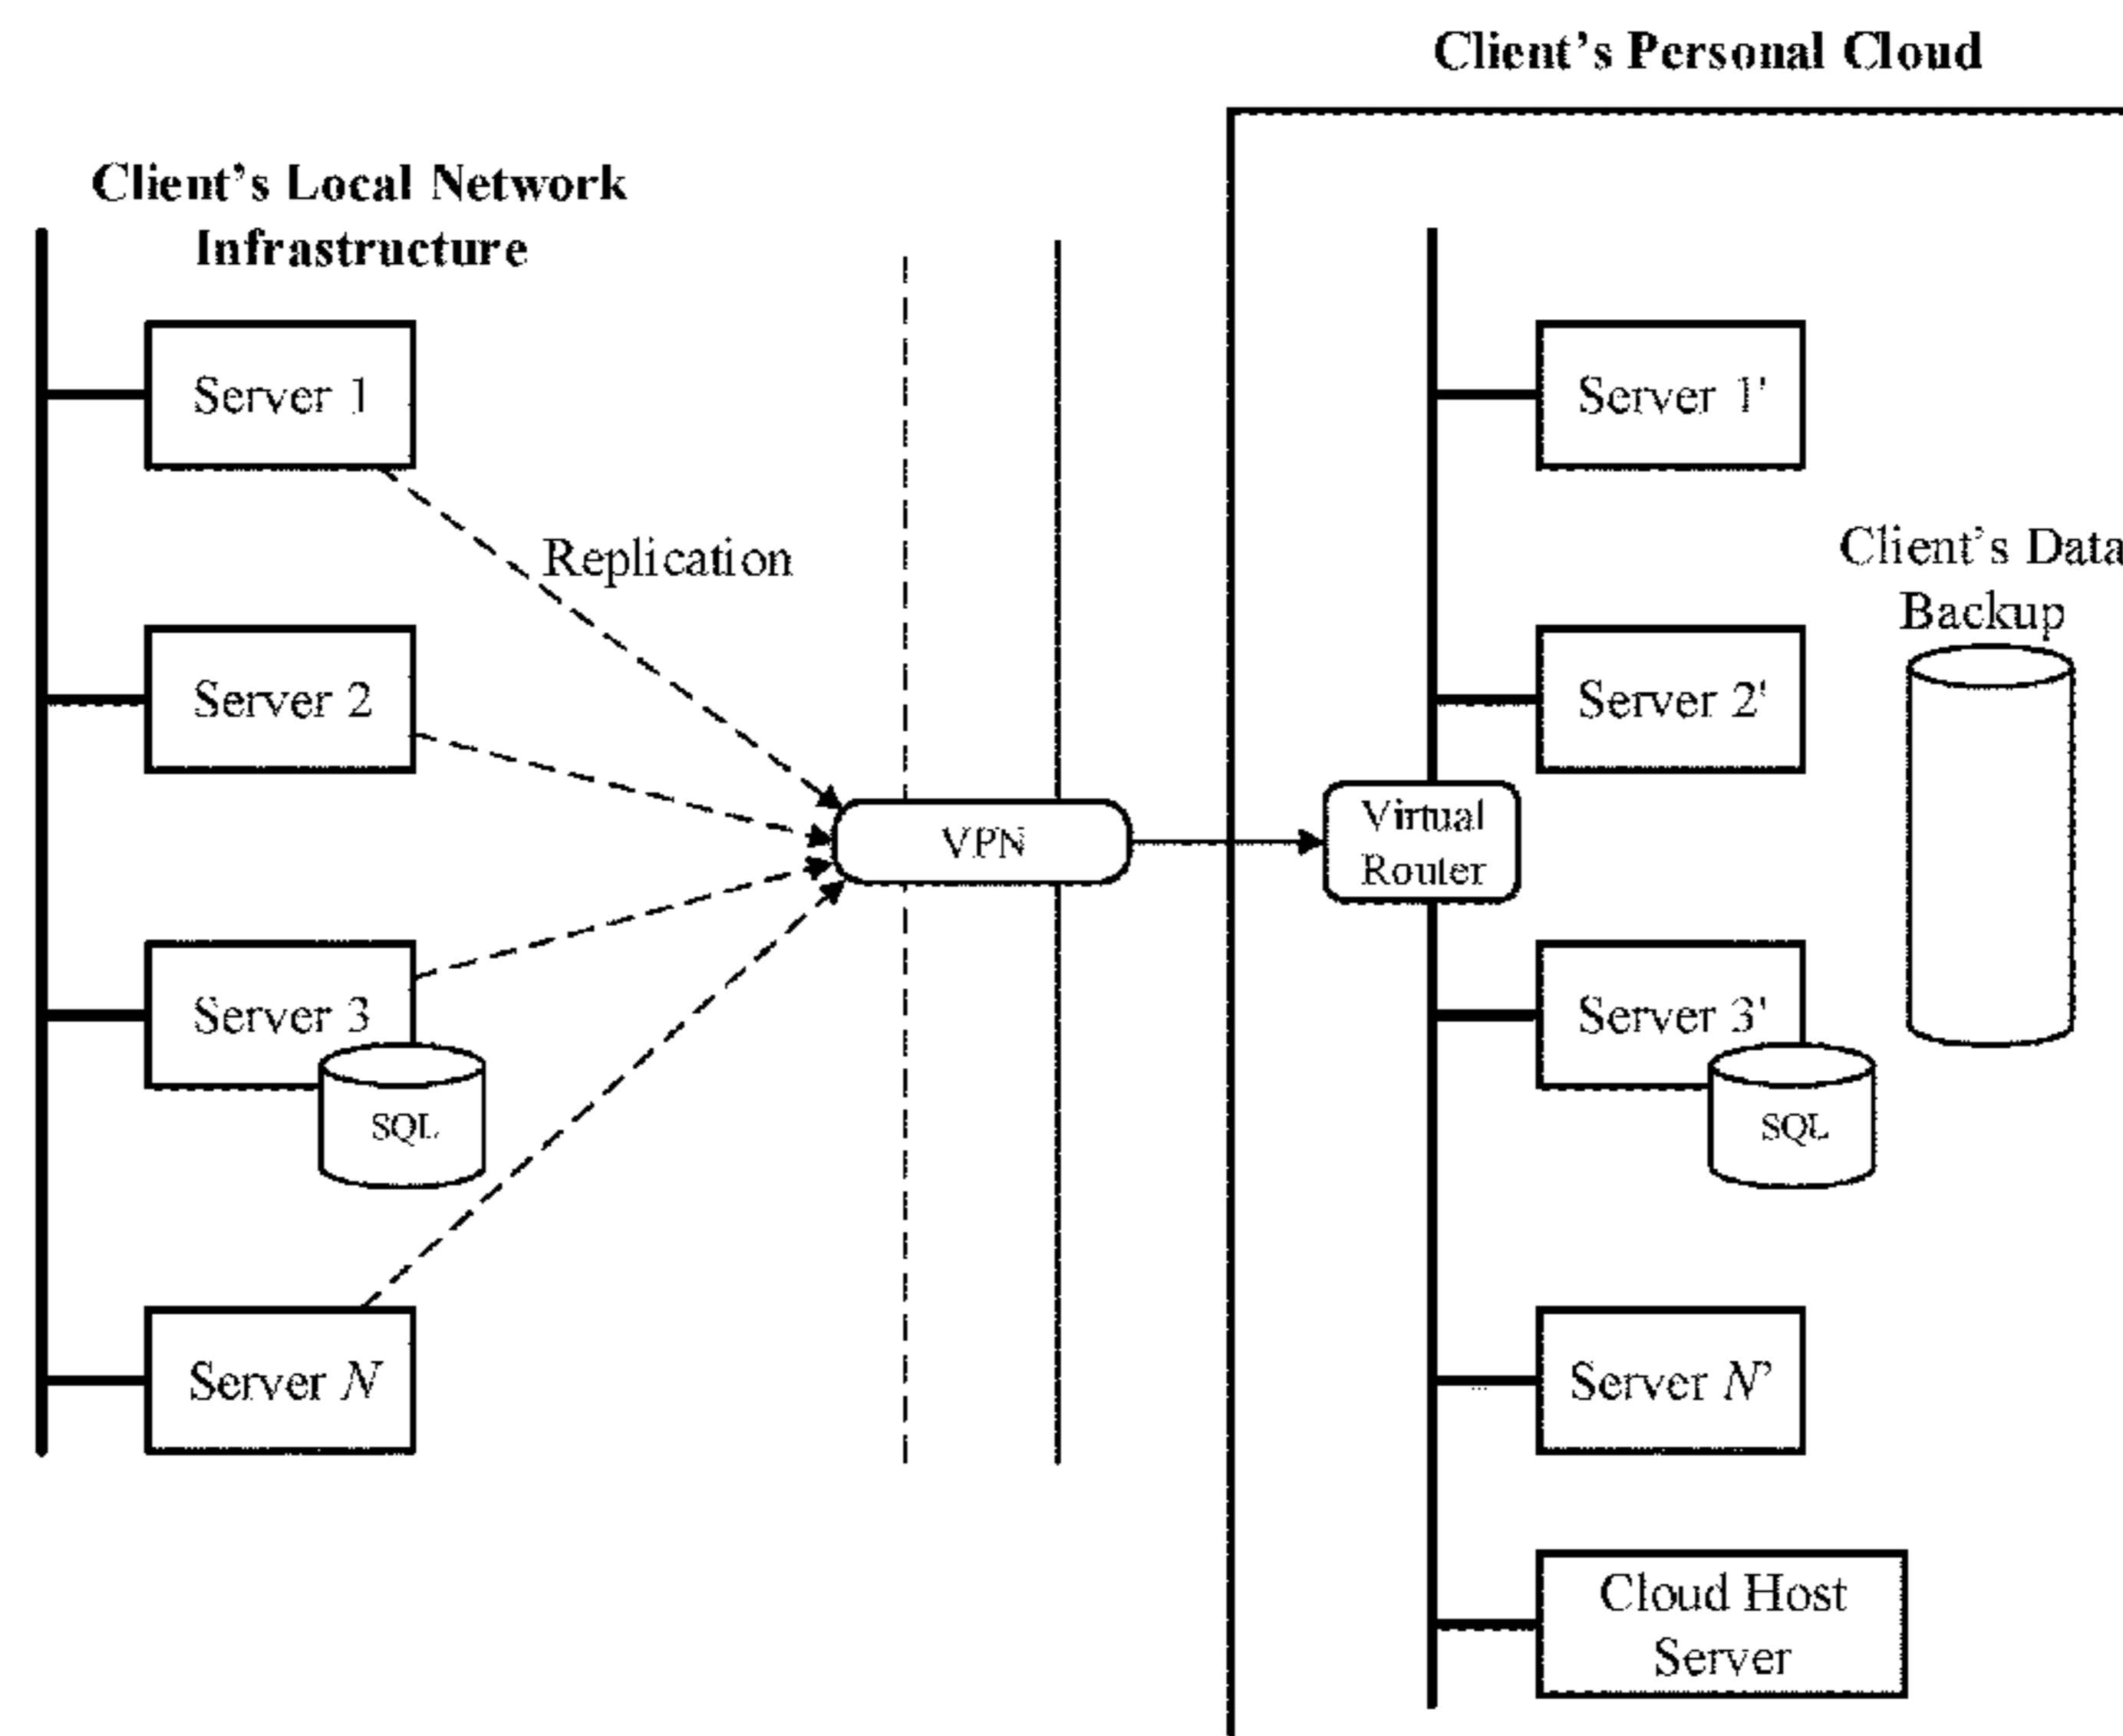 Client's Personal Cloud
Client's Local Network
Infrastructure
Server 1
Replication
Server 2
Server 3
SQL
Server N
VPN
Virtual
Router
Server 1'
Client's Data
Backup
Server 2'
Server 3'
SQL
Server N’
Cloud Host
Server